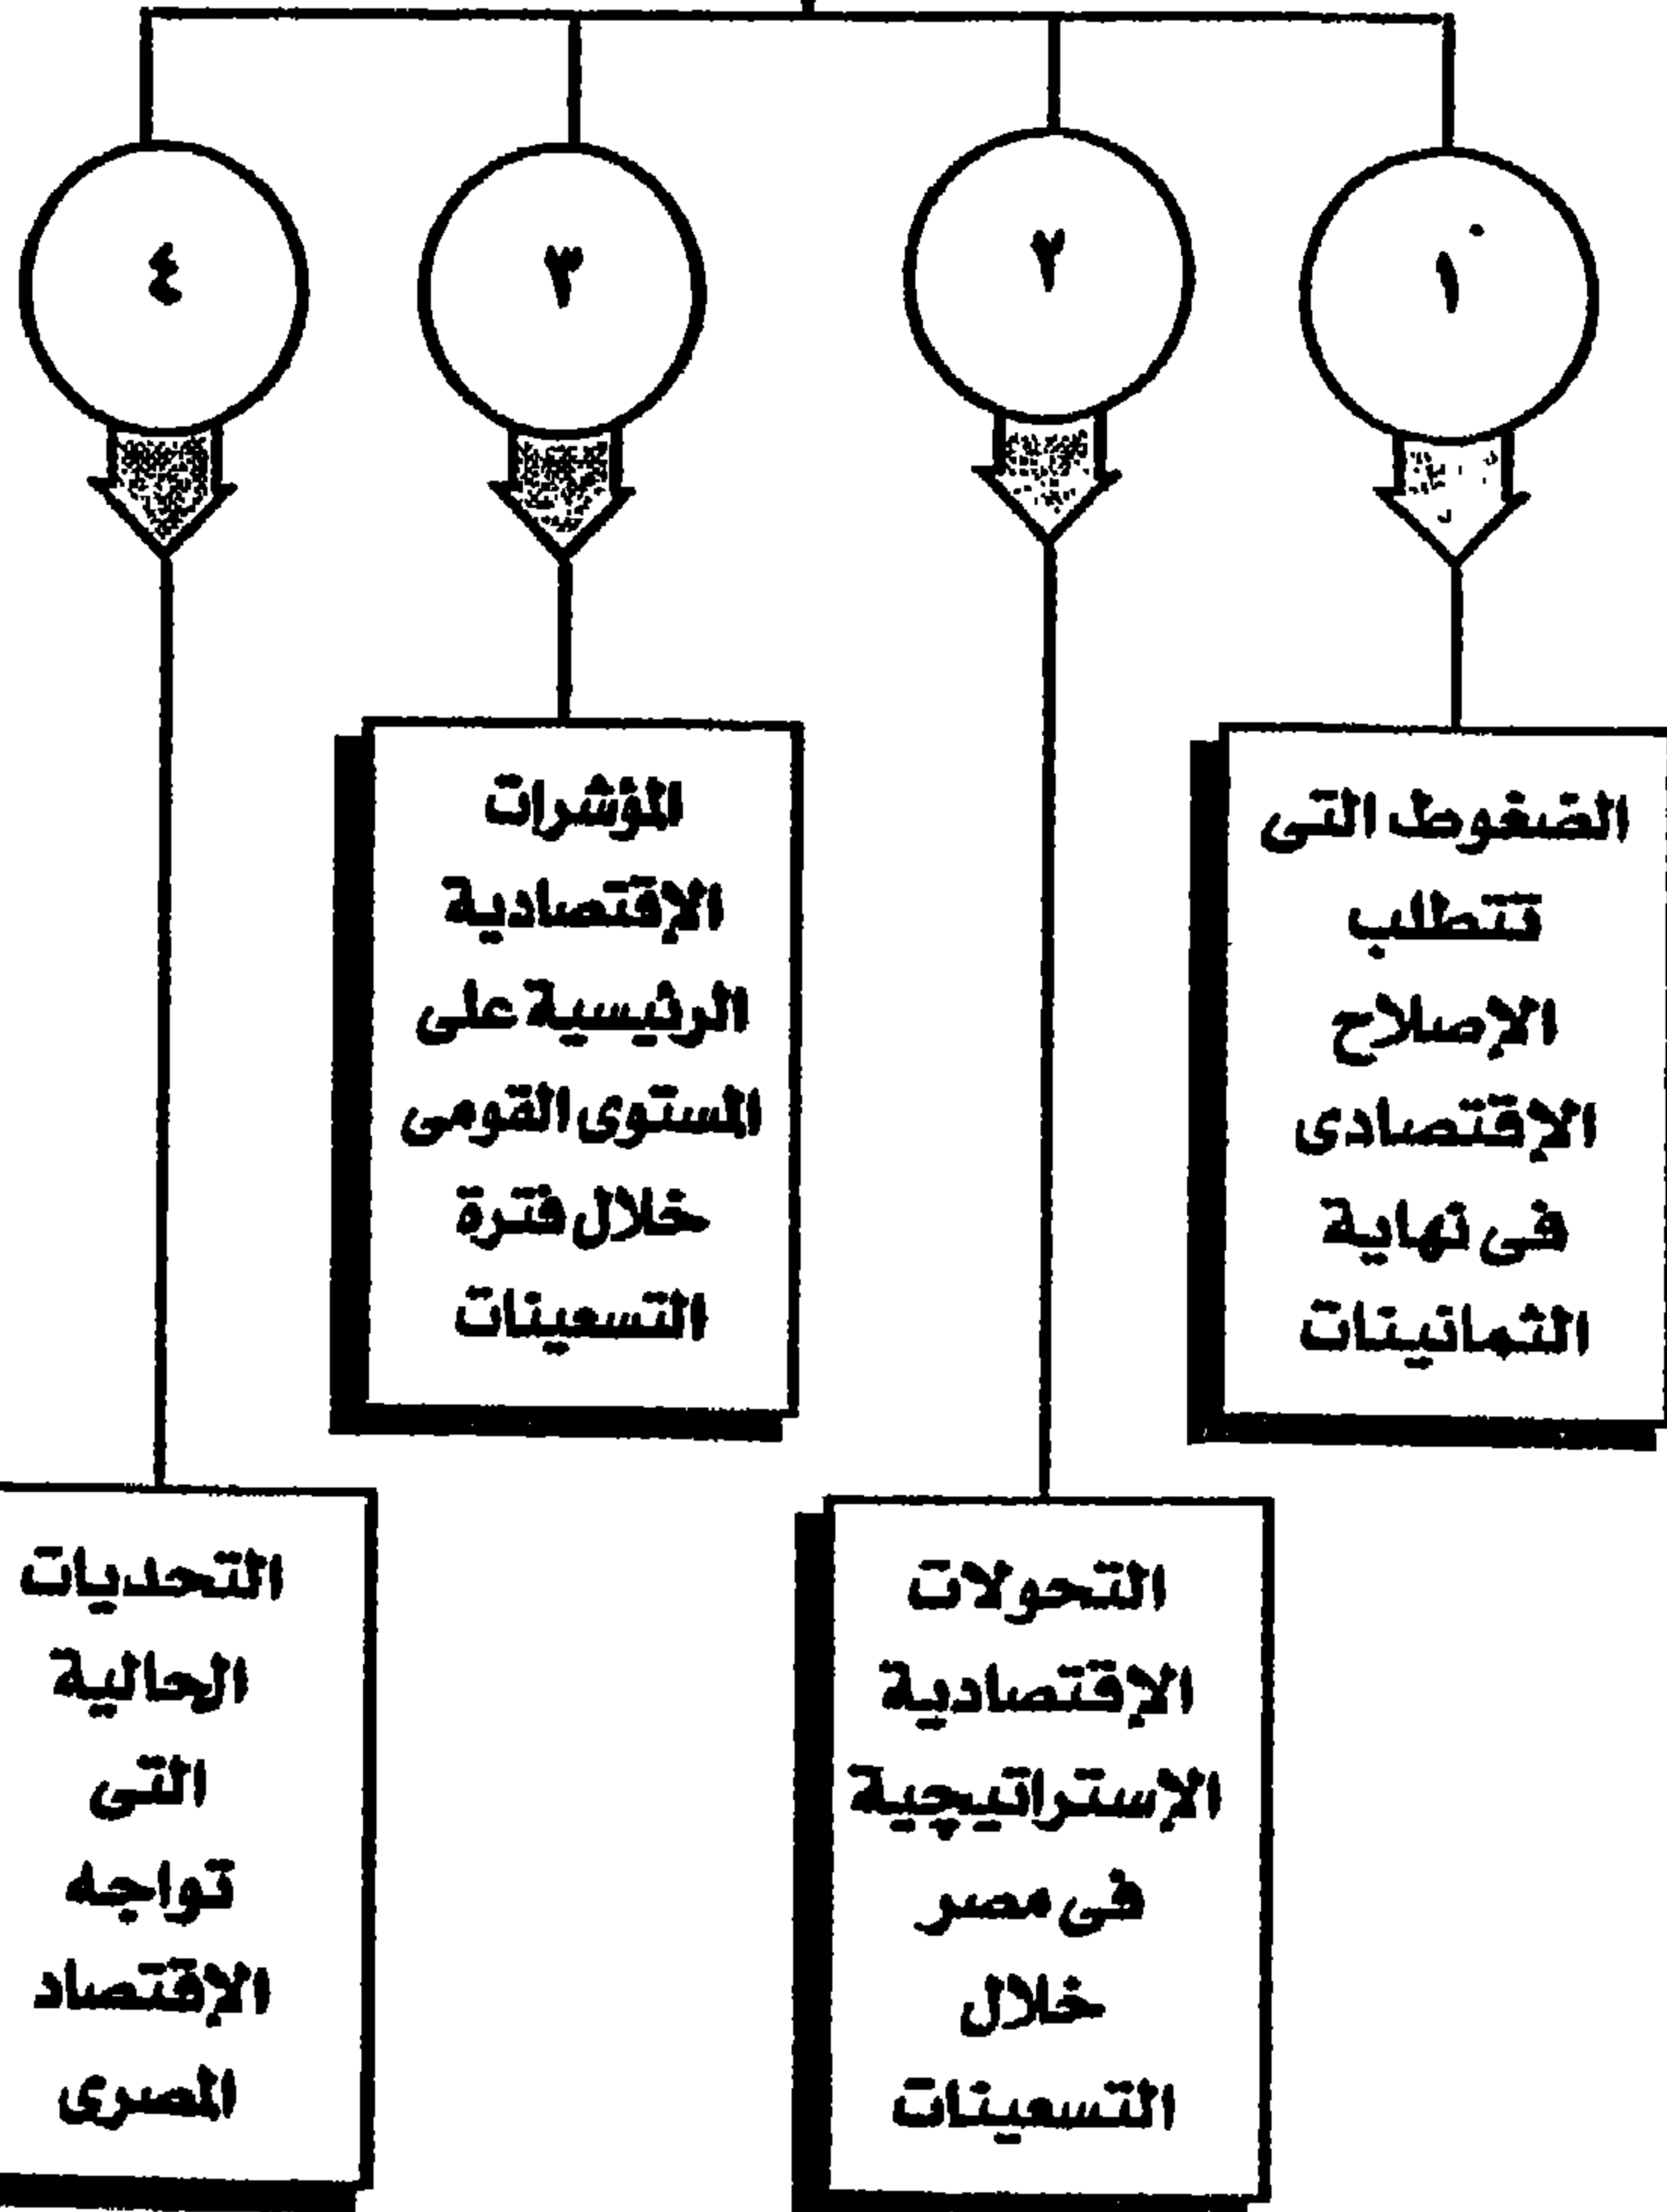 ١
٢
٣
٤
الضغوط التى
تتطلب
الإصلاح
الإقتصادى
فى نهاية
الثمانينات
التحولات
الإقتصادية
الإستراتيجية
فى مصر
خلال
التسعينات
المؤشرات
الإقتصادية
الرئيسية على
المستوى القومى
خلال فترة
التسعينات
التحديات
الحالية
التى
تواجه
الإقتصاد
المصرى